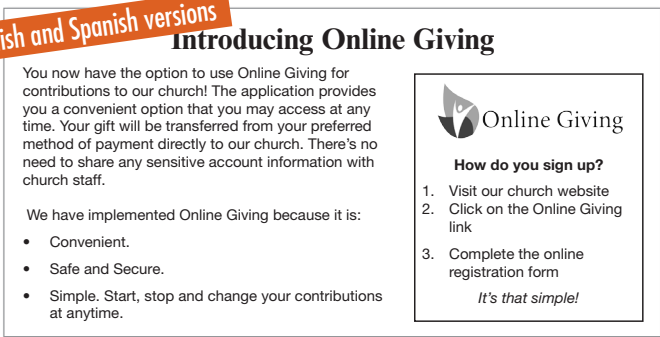 ish and Spanish versions
Introducing Online Giving
You now have the option to use Online Giving for
contributions to our church! The application provides
you a convenient option that you may access at any
time. Your gift will be transferred from your preferred
method of payment directly to our church. There's no
need to share any sensitive account information with
church staff.
We have implemented Online Giving because it is:
• Convenient.
• Safe and Secure.
• Simple. Start, stop and change your contributions
at anytime.
Online Giving
How do you sign up?
1. Visit our church website
2. Click on the Online Giving
link
3. Complete the online
registration form
It's that simple!